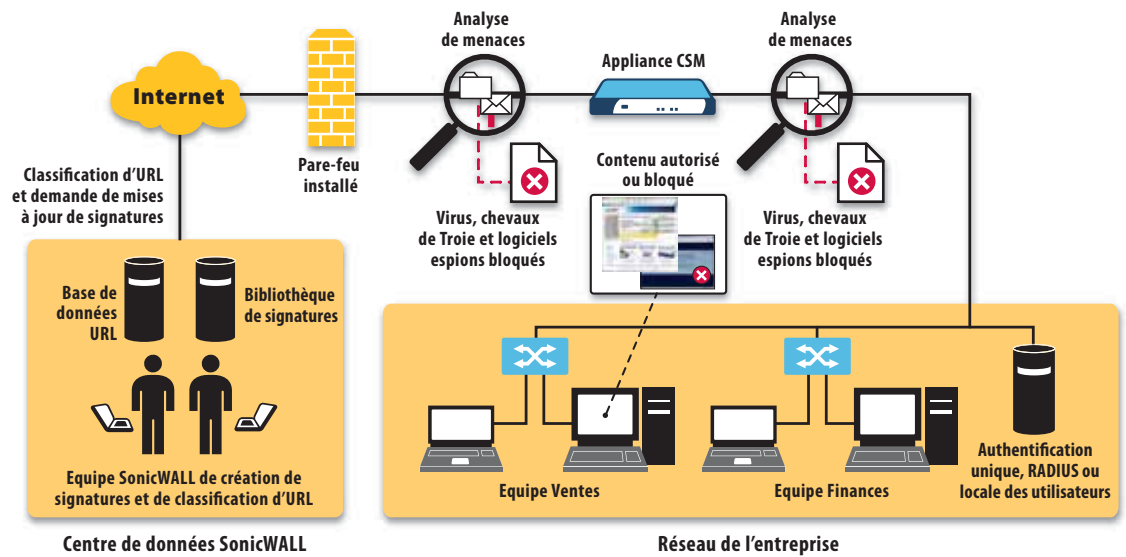 Analyse
de menaces
Analyse
de menaces
Appliance CSM
Internet
Pare-feu
installé
Classification d'URL
et demande de mises
à jour de signatures
Contenu autorisé
ou bloqué
Virus, chevaux
de Troie et logiciels
espions bloqués
Virus, chevaux
de Troie et logiciels
espions bloqués
Base de
données
URL
Bibliothèque
de signatures
Equipe SonicWALL de création de
signatures et de classification d'URL
Centre de données SonicWALL
Equipe Ventes
Equipe Finances
Authentification
unique, RADIUS ou
locale des utilisateurs
Réseau de l'entreprise